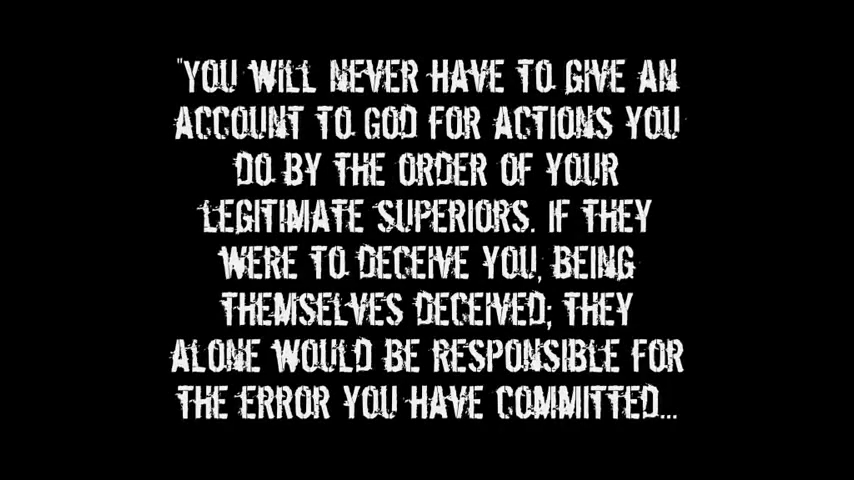 "YOU WILL NEVER HAVE TO GIVE AN
ACCOUNT TO GOD FOR ACTIONS YOU
DO BY THE ORDER OF YOUR
LEGITIMATE SUPERIORS. IF THEY
WERE TO DECEIVE YOU, BEING
THEMSELVES DECEIVED; THEY
ALONE WOULD BE RESPONSIBLE FOR
THE ERROR YOU HAVE COMMITTED...